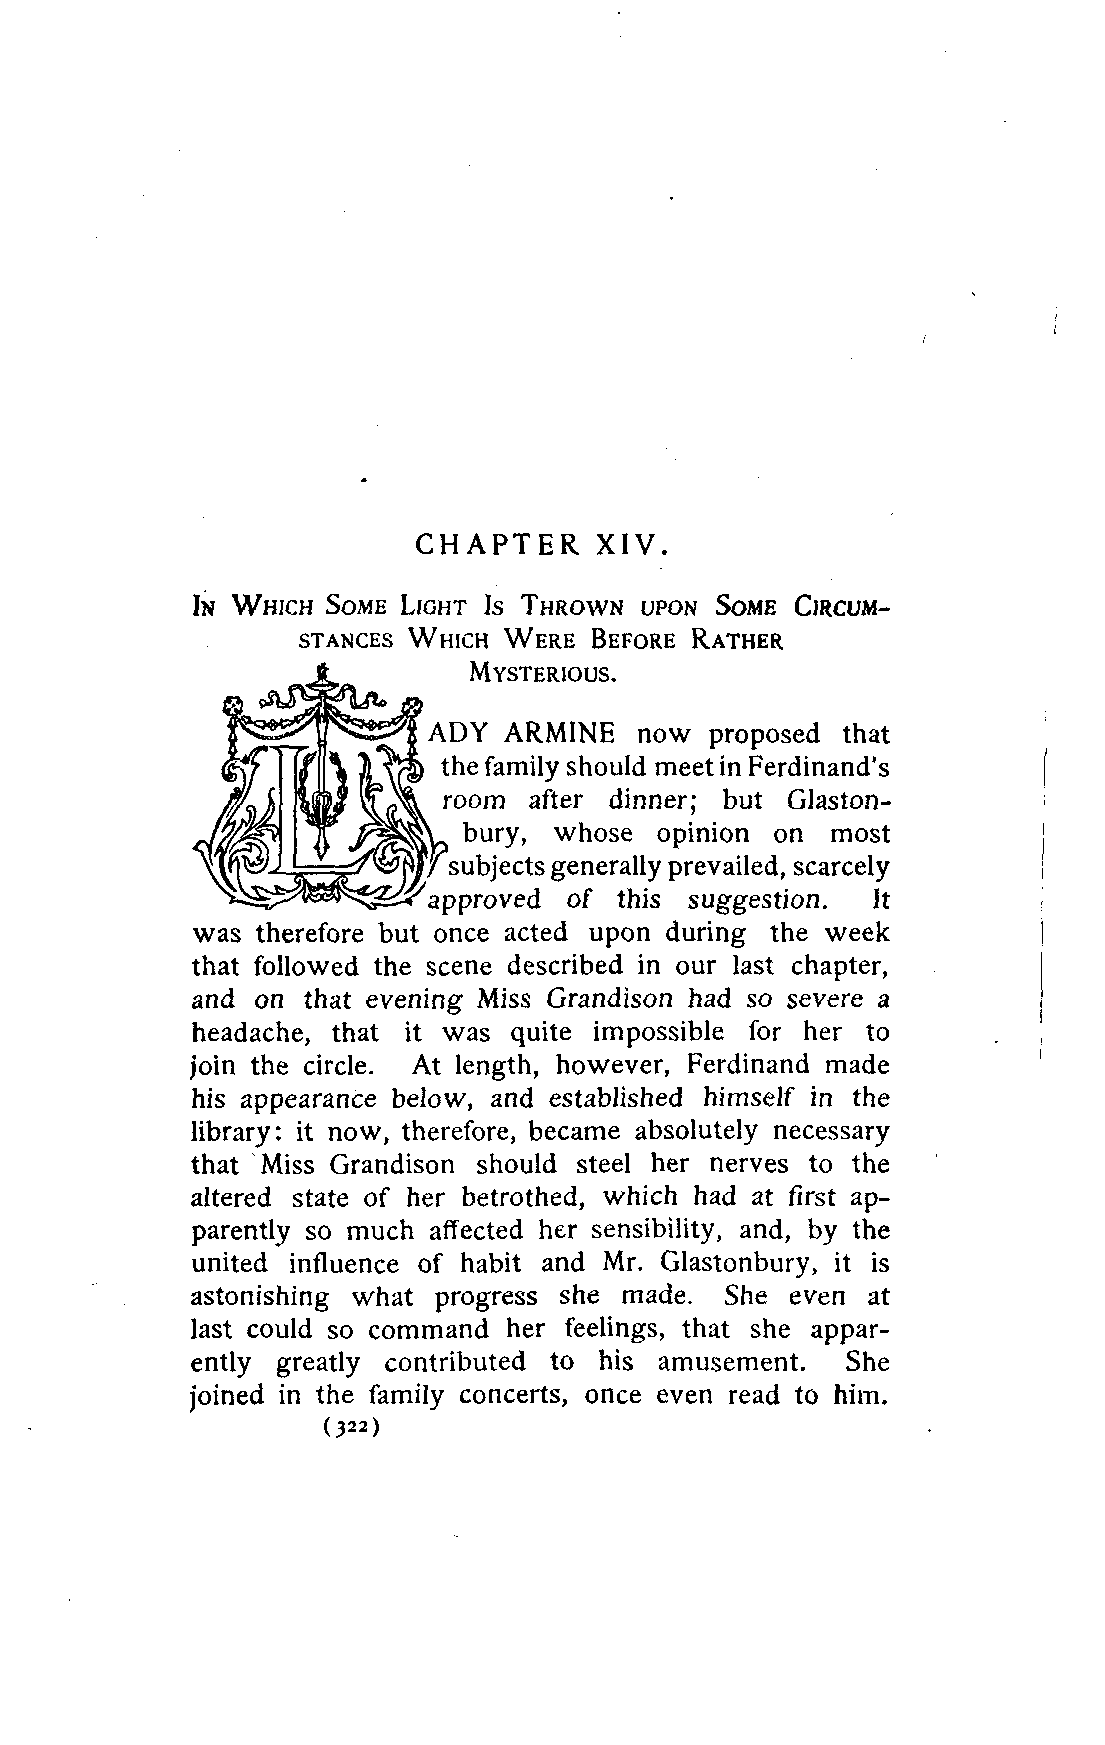 CHAPTER XIV.
In Which Some Light Is Thrown upon Some Circum-
stances Which Were Before Rather
Mysterious.
LADY ARMINE now proposed that
the family should meet in Ferdinand's
room after dinner; but Glaston-
bury, whose opinion on most
subjects generally prevailed, scarcely
approved of this suggestion. It
was therefore but once acted upon during the week
that followed the scene described in our last chapter,
and on that evening Miss Grandison had so severe a
headache, that it was quite impossible for her to
join the circle. At length, however, Ferdinand made
his appearance below, and established himself in the
library: it now, therefore, became absolutely necessary
that Miss Grandison should steel her nerves to the
altered state of her betrothed, which had at first ap-
parently so much affected her sensibility, and, by the
united influence of habit and Mr. Glastonbury, it is
astonishing what progress she made. She even at
last could so command her feelings, that she appar-
ently greatly contributed to his amusement. She
joined in the family concerts, once even read to him.
(322)